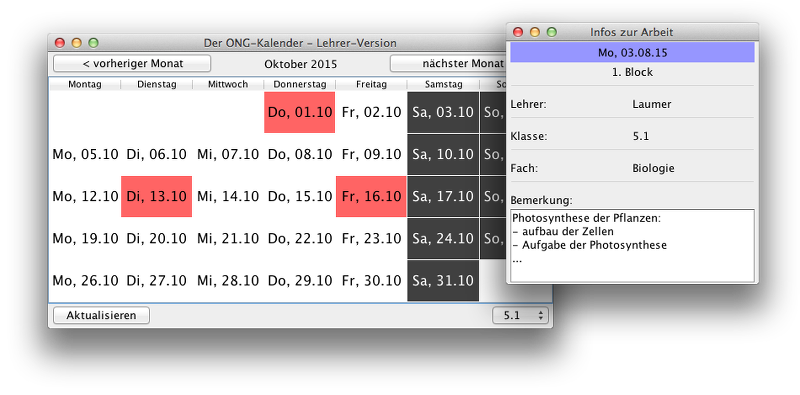 Der ONG-Kalender – Lehrer-Version
< vorheriger Monat Oktober 2015 nächster Monat
Montag Dienstag Mittwoch Donnerstag Freitag Samstag So
Do, 01.10 Fr, 02.10 Sa, 03.10 So,
Mo, 05.10 Di, 06.10 Mi, 07.10 Do, 08.10 Fr, 09.10 Sa, 10.10 So,
Mo, 12.10 Di, 13.10 Mi, 14.10 Do, 15.10 Fr, 16.10 Sa, 17.10 So,
Mo, 19.10 Di, 20.10 Mi, 21.10 Do, 22.10 Fr, 23.10 Sa, 24.10 So,
Mo, 26.10 Di, 27.10 Mi, 28.10 Do, 29.10 Fr, 30.10 Sa, 31.10
Aktualisieren 5.1
Infos zur Arbeit
Mo, 03.08.15
1. Block
Lehrer: Laumer
Klasse: 5.1
Fach: Biologie
Bemerkung:
Photosynthese der Pflanzen:
- aufbau der Zellen
- Aufgabe der Photosynthese
...